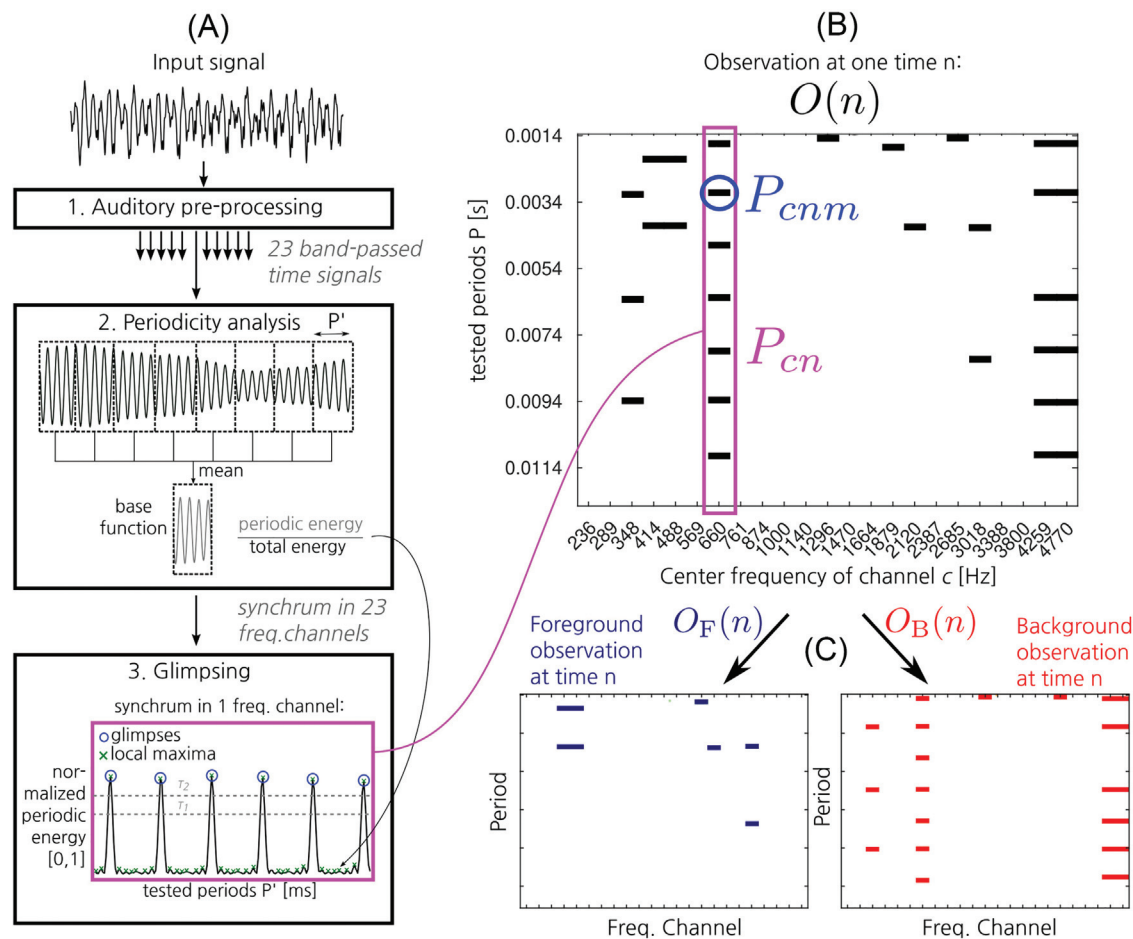 (A)
Input signal
1. Auditory pre-processing
23 band-passed
time signals
2. Periodicity analysis
P'
mean
base
function
periodic energy
total energy
synchrum in 23
freq.channels
3. Glimpsing
synchrum in 1 freq. channel:
glimpses
local maxima
nor-
malized
periodic
energy
[0,1]
T2
T1
tested periods P' [ms]
(B)
Observation at one time n:
O(n)
tested periods P [s]
0.0014
0.0034
0.0054
0.0074
0.0094
0.0114
Pcnm
Pcn
236 289 348 414 488 569 660 761 874 1000 1140 1296 1470 1664 1879 2120 2387 2685 3018 3388 3800 4259 4770
Center frequency of channel c [Hz]
(C)
Foreground
observation
at time n
OF(n)
OB(n)
Background
observation
at time n
Period
Freq. Channel
Period
Freq. Channel